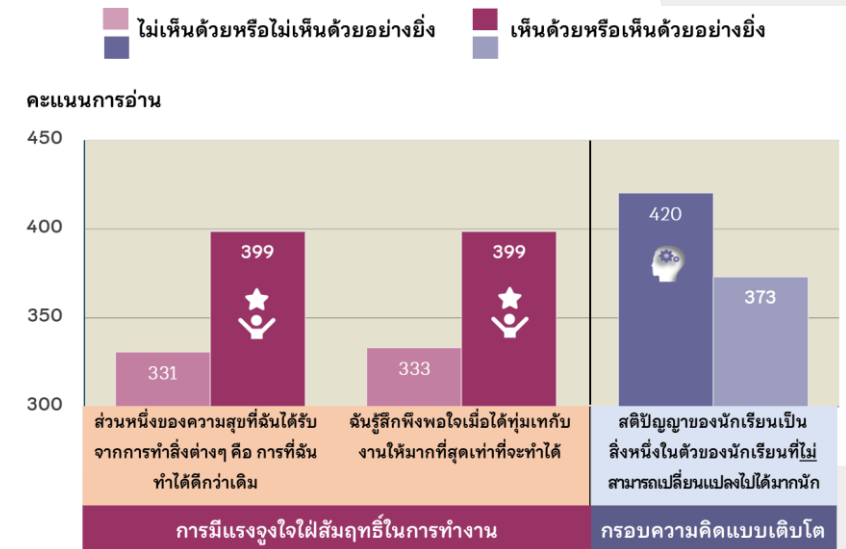 ไม่เห็นด้วยหรือไม่เห็นด้วยอย่างยิ่ง
เห็นด้วยหรือเห็นด้วยอย่างยิ่ง
คะแนนการอ่าน
450
400
350
300
331
399
333
399
420
373
ส่วนหนึ่งของความสุขที่ฉันได้รับ
จากการทำสิ่งต่างๆ คือ การที่ฉัน
ทำได้ดีกว่าเดิม
ฉันรู้สึกพึงพอใจเมื่อได้ทุ่มเทกับ
งานให้มากที่สุดเท่าที่จะทำได้
สติปัญญาของนักเรียนเป็น
สิ่งหนึ่งในตัวของนักเรียนที่ไม่
สามารถเปลี่ยนแปลงไปได้มากนัก
การมีแรงจูงใจใฝ่สัมฤทธิ์ในการทำงาน
กรอบความคิดแบบเติบโต